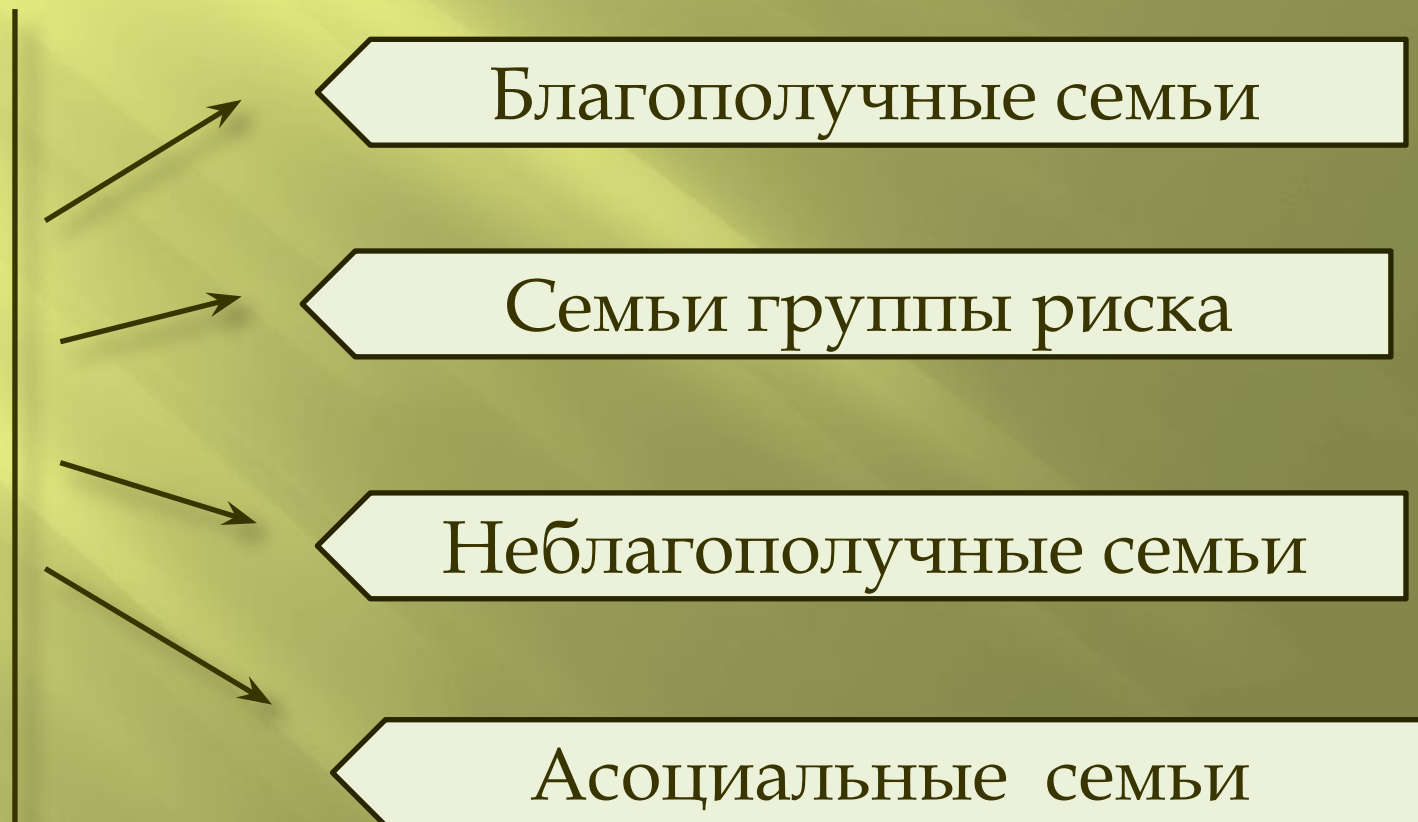 Благополучные семьи
Семьи группы риска
Неблагополучные семьи
Асоциальные семьи